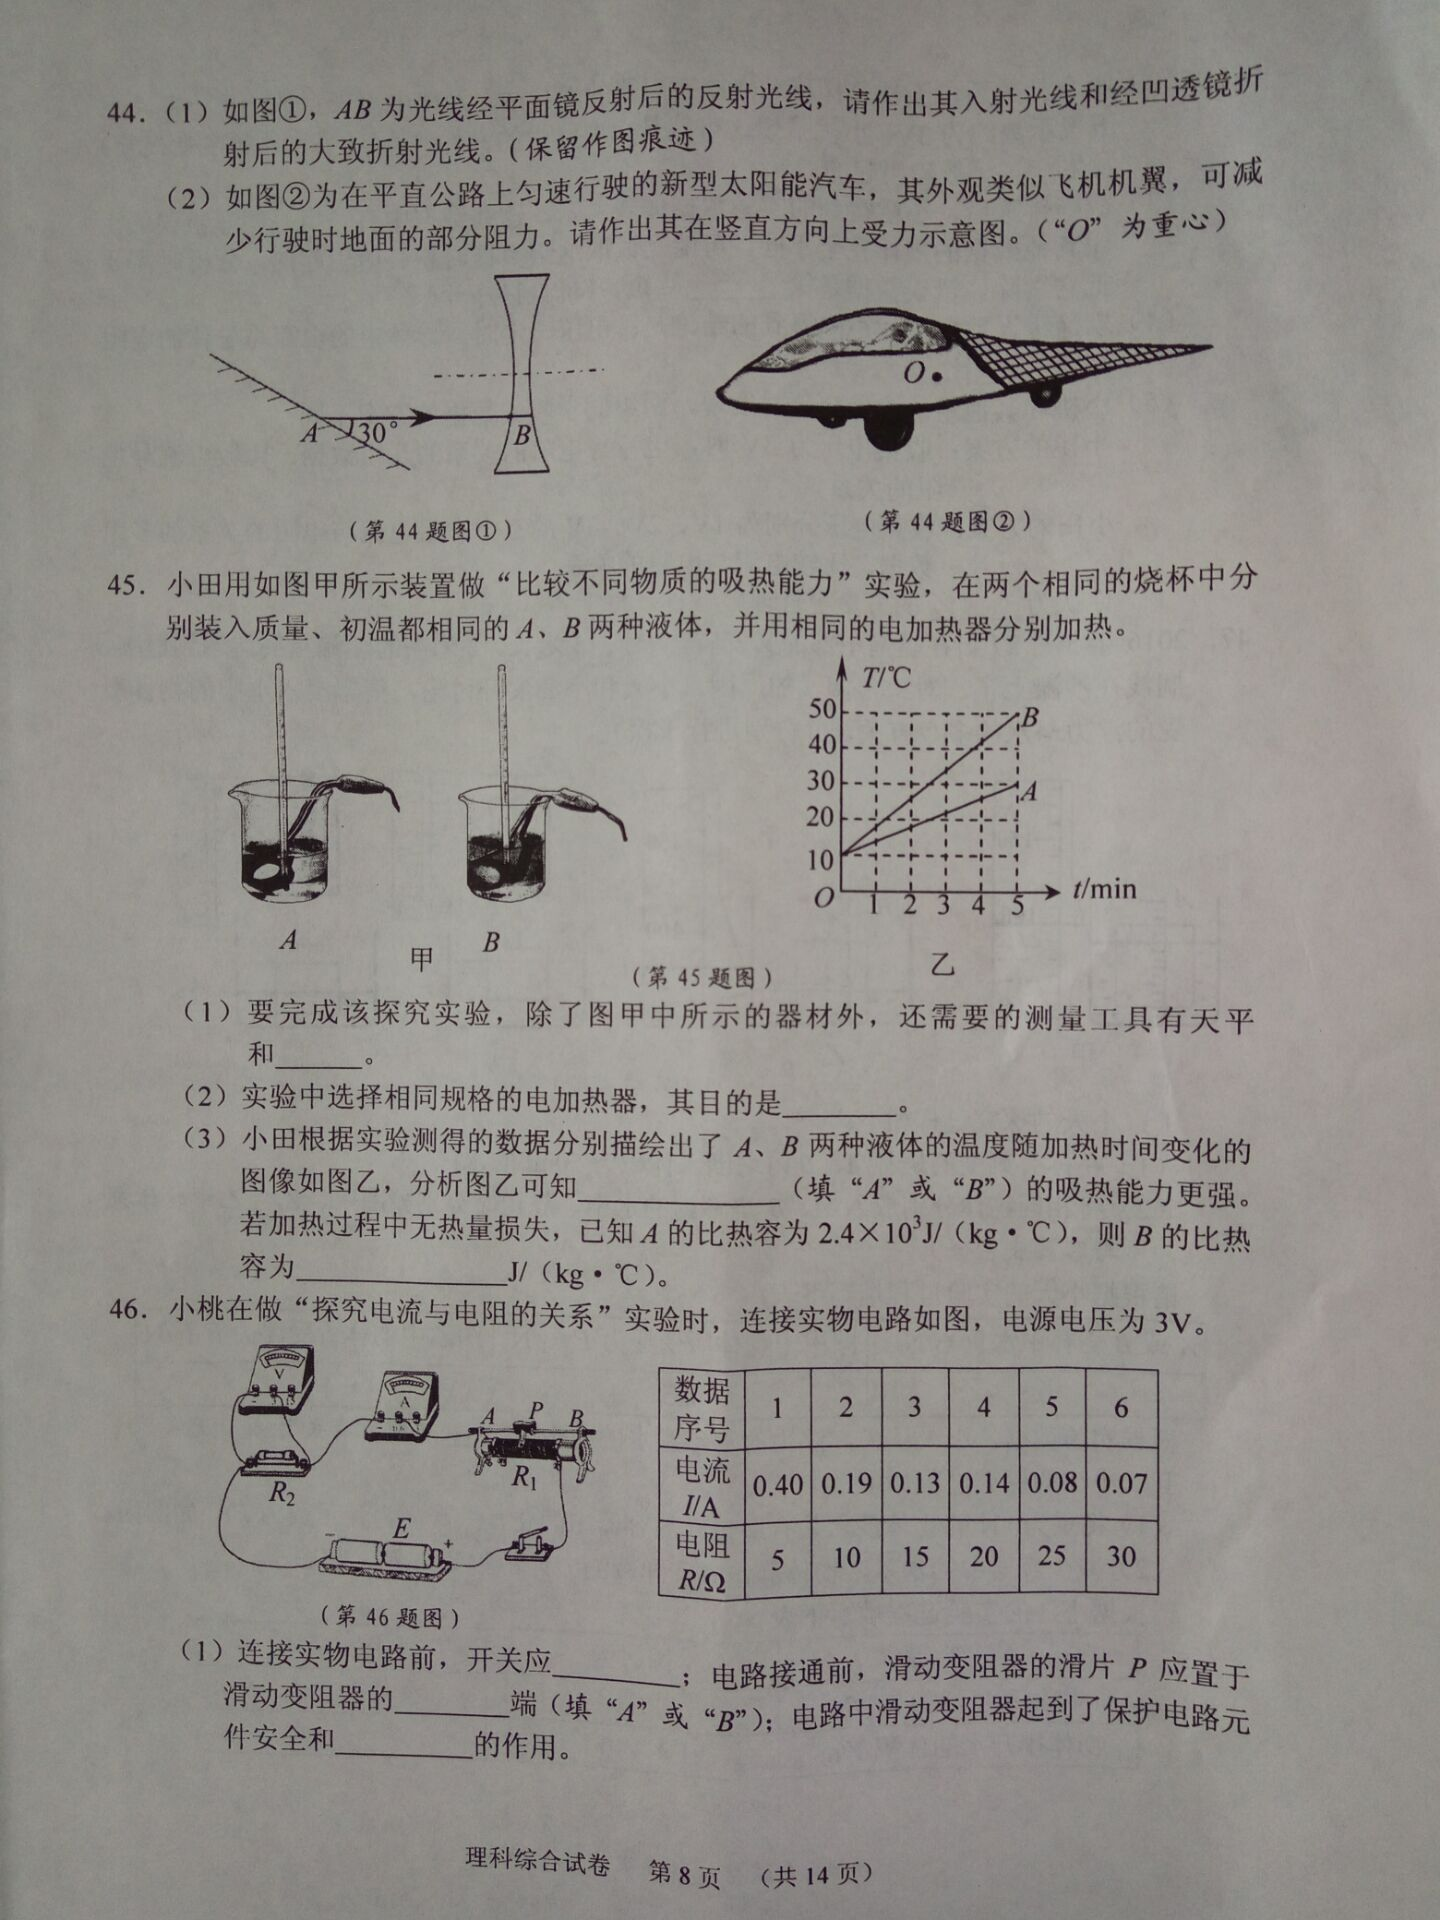 44.（1）如图①，AB为光线经平面镜反射后的反射光线，请作出其入射光线和经凹透镜折
射后的大致折射光线。（保留作图痕迹）
（2）如图②为在平直公路上匀速行驶的新型太阳能汽车，其外观类似飞机机翼，可减
少行驶时地面的部分阻力。请作出其在竖直方向上受力示意图。（“O”为重心）
A 30° B
O
（第44题图①）
（第44题图②）
45．小田用如图甲所示装置做“比较不同物质的吸热能力”实验，在两个相同的烧杯中分
别装入质量、初温都相同的A、B两种液体，并用相同的电加热器分别加热。
T/℃
50 B
40
30 A
20
10
O 1 2 3 4 5 t/min
A 甲 B
乙
（第45题图）
（1）要完成该探究实验，除了图甲中所示的器材外，还需要的测量工具有天平
和______。
（2）实验中选择相同规格的电加热器，其目的是________。
（3）小田根据实验测得的数据分别描绘出了A、B两种液体的温度随加热时间变化的
图像如图乙，分析图乙可知______________（填“A”或“B”）的吸热能力更强。
若加热过程中无热量损失，已知A的比热容为2.4×10³J/（kg·℃），则B的比热
容为_______________J/（kg·℃）。
46．小桃在做“探究电流与电阻的关系”实验时，连接实物电路如图，电源电压为3V。
V
A
A P B
R₂
R₁
− E +
数据序号 1 2 3 4 5 6
电流I/A 0.40 0.19 0.13 0.14 0.08 0.07
电阻R/Ω 5 10 15 20 25 30
（第46题图）
（1）连接实物电路前，开关应_________；电路接通前，滑动变阻器的滑片P应置于
滑动变阻器的________端（填“A”或“B”）；电路中滑动变阻器起到了保护电路元
件安全和__________的作用。
理科综合试卷 第8页 （共14页）